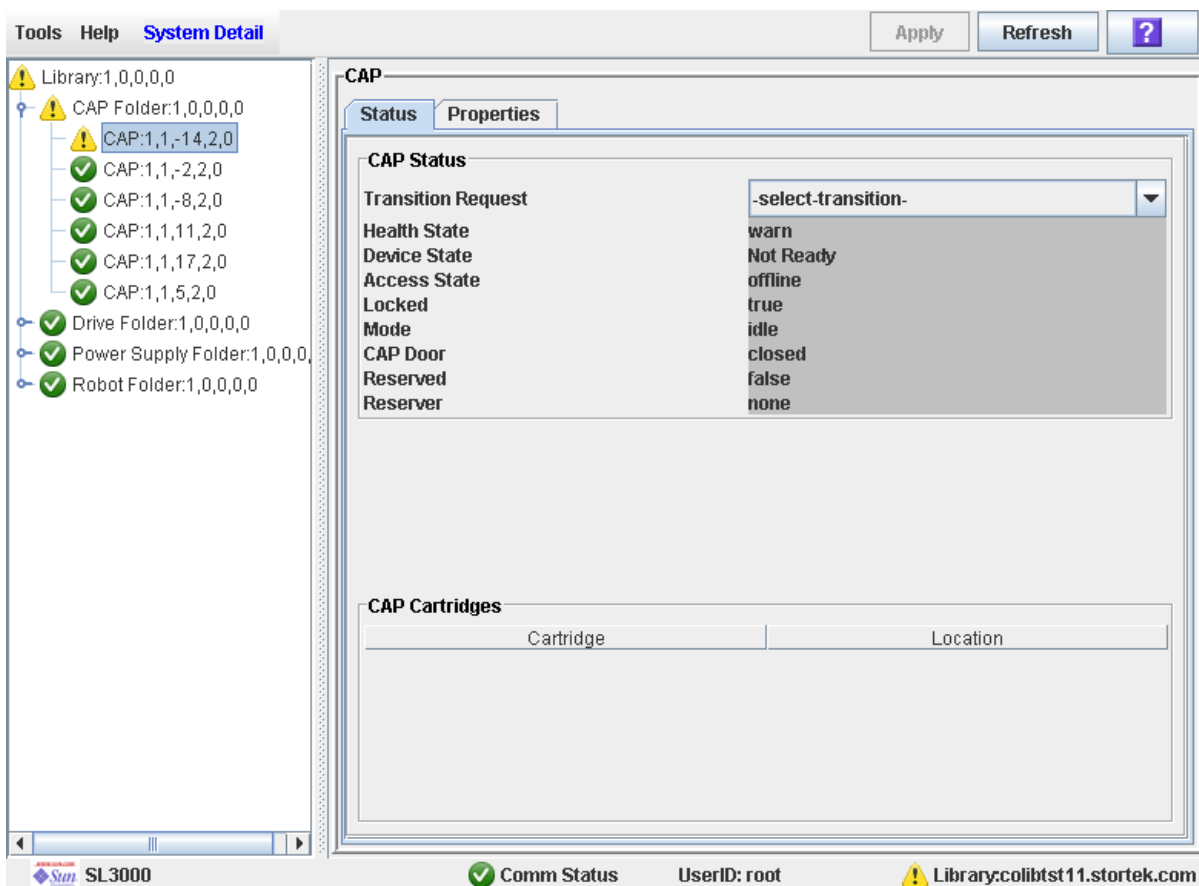 Tools Help System Detail
Apply Refresh ?
Library:1,0,0,0,0
CAP Folder:1,0,0,0,0
CAP:1,1,-14,2,0
CAP:1,1,-2,2,0
CAP:1,1,-8,2,0
CAP:1,1,11,2,0
CAP:1,1,17,2,0
CAP:1,1,5,2,0
Drive Folder:1,0,0,0,0
Power Supply Folder:1,0,0,0,
Robot Folder:1,0,0,0,0
CAP
Status Properties
CAP Status
Transition Request -select-transition-
Health State warn
Device State Not Ready
Access State offline
Locked true
Mode idle
CAP Door closed
Reserved false
Reserver none
CAP Cartridges
Cartridge Location
Sun SL3000 Comm Status UserID: root Library:colibtst11.stortek.com